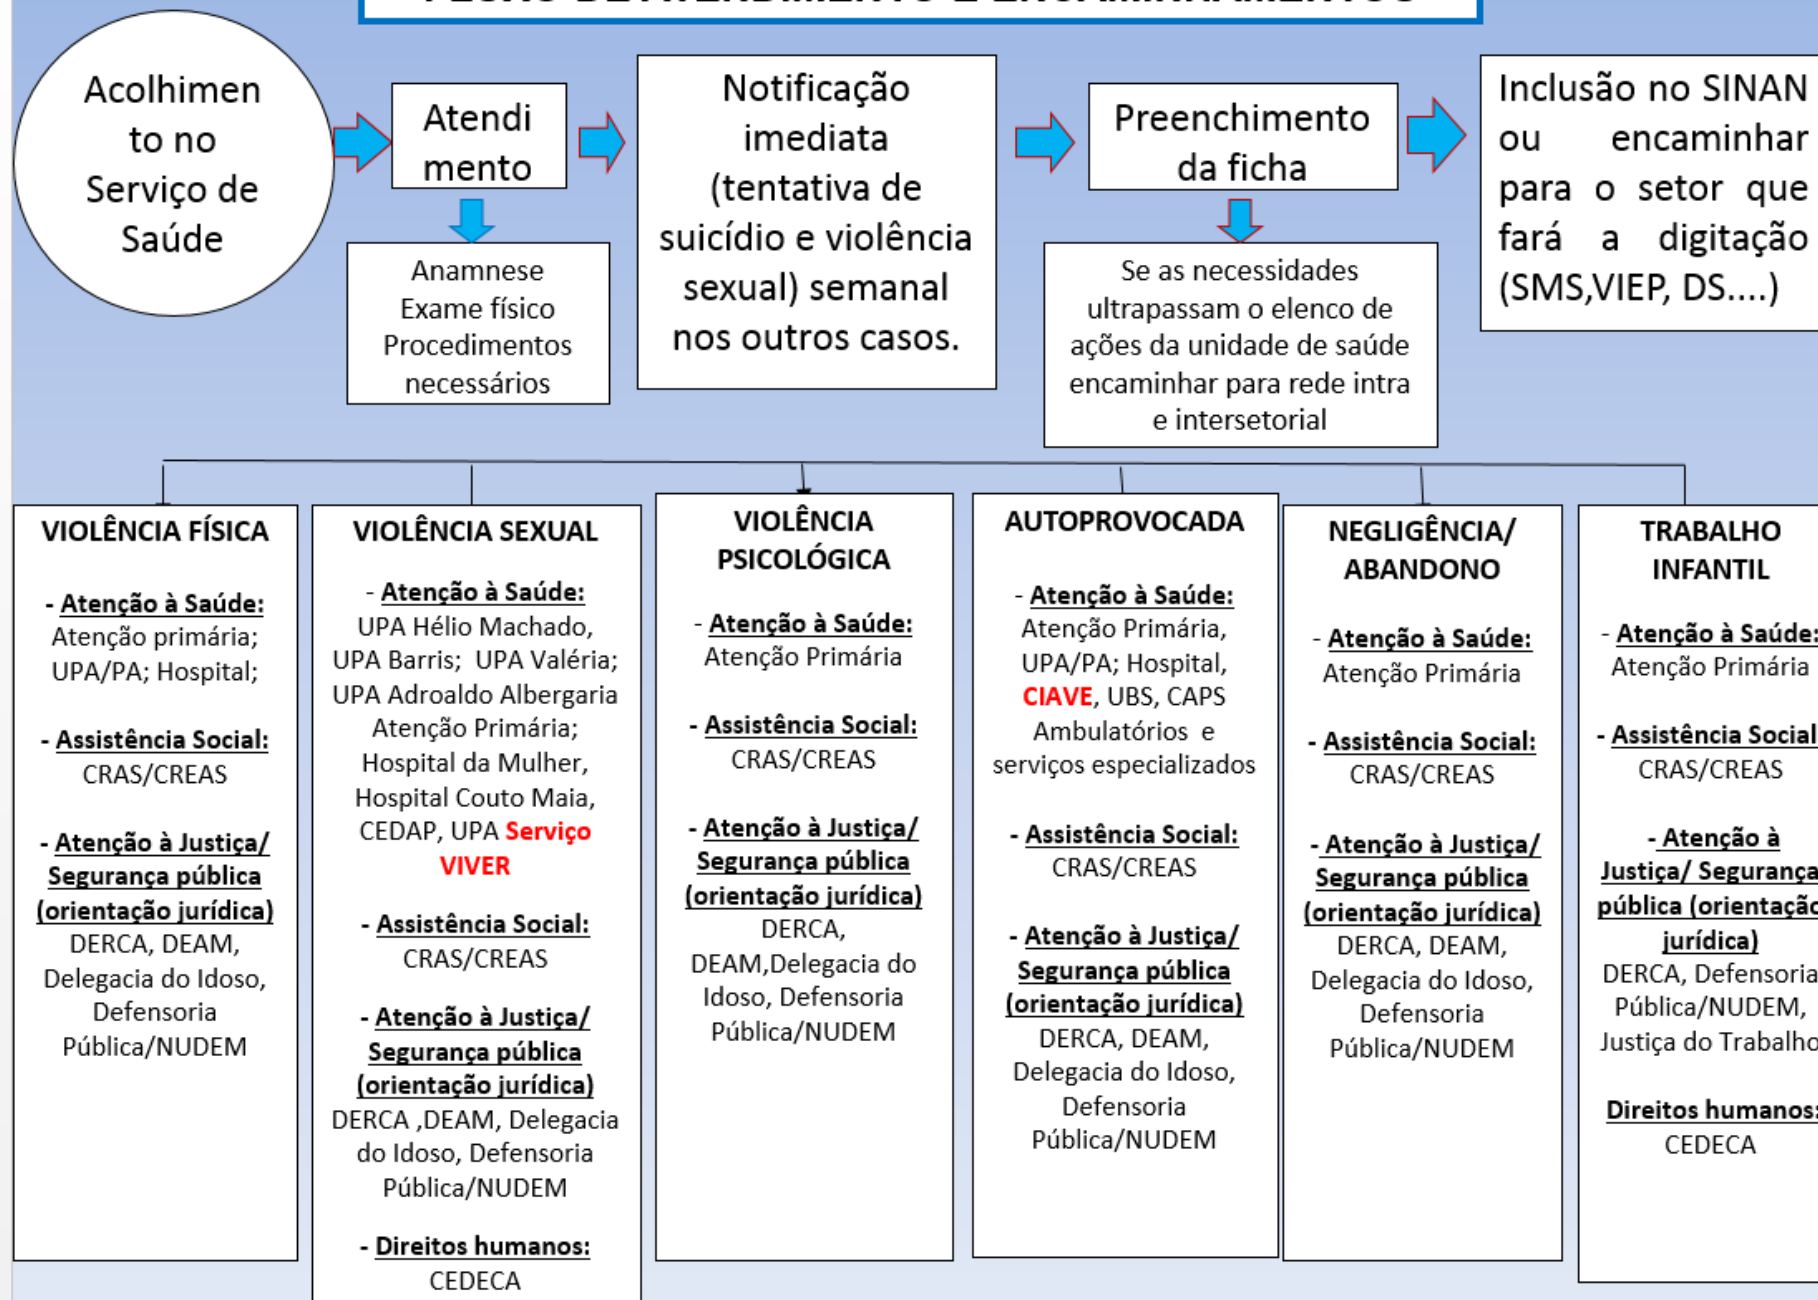 FLUXO DE ATENDIMENTO E ENCAMINHAMENTOS
Acolhimen
to no
Serviço de
Saúde
Atendi
mento
Notificação
imediata
(tentativa de
suicídio e violência
sexual) semanal
nos outros casos.
Preenchimento
da ficha
Inclusão no SINAN
ou encaminhar
para o setor que
fará a digitação
(SMS,VIEP, DS....)
Anamnese
Exame físico
Procedimentos
necessários
Se as necessidades
ultrapassam o elenco de
ações da unidade de saúde
encaminhar para rede intra
e intersetorial
VIOLÊNCIA FÍSICA
- Atenção à Saúde:
Atenção primária;
UPA/PA; Hospital;
- Assistência Social:
CRAS/CREAS
- Atenção à Justiça/
Segurança pública
(orientação jurídica)
DERCA, DEAM,
Delegacia do Idoso,
Defensoria
Pública/NUDEM
VIOLÊNCIA SEXUAL
- Atenção à Saúde:
UPA Hélio Machado,
UPA Barris; UPA Valéria;
UPA Adroaldo Albergaria
Atenção Primária;
Hospital da Mulher,
Hospital Couto Maia,
CEDAP, UPA Serviço
VIVER
- Assistência Social:
CRAS/CREAS
- Atenção à Justiça/
Segurança pública
(orientação jurídica)
DERCA ,DEAM, Delegacia
do Idoso, Defensoria
Pública/NUDEM
- Direitos humanos:
CEDECA
VIOLÊNCIA
PSICOLÓGICA
- Atenção à Saúde:
Atenção Primária
- Assistência Social:
CRAS/CREAS
- Atenção à Justiça/
Segurança pública
(orientação jurídica)
DERCA,
DEAM,Delegacia do
Idoso, Defensoria
Pública/NUDEM
AUTOPROVOCADA
- Atenção à Saúde:
Atenção Primária,
UPA/PA; Hospital,
CIAVE, UBS, CAPS
Ambulatórios e
serviços especializados
- Assistência Social:
CRAS/CREAS
- Atenção à Justiça/
Segurança pública
(orientação jurídica)
DERCA, DEAM,
Delegacia do Idoso,
Defensoria
Pública/NUDEM
NEGLIGÊNCIA/
ABANDONO
- Atenção à Saúde:
Atenção Primária
- Assistência Social:
CRAS/CREAS
- Atenção à Justiça/
Segurança pública
(orientação jurídica)
DERCA, DEAM,
Delegacia do Idoso,
Defensoria
Pública/NUDEM
TRABALHO
INFANTIL
- Atenção à Saúde:
Atenção Primária
- Assistência Social
CRAS/CREAS
- Atenção à
Justiça/ Segurança
pública (orientação
jurídica)
DERCA, Defensoria
Pública/NUDEM,
Justiça do Trabalho
Direitos humanos:
CEDECA